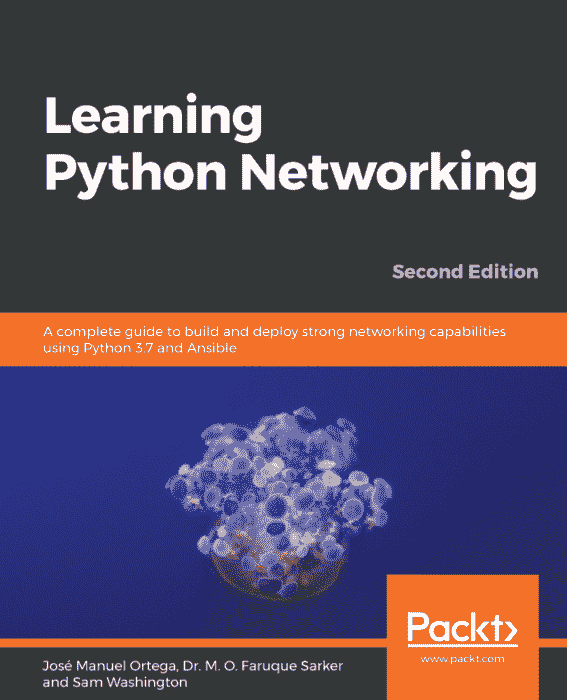 Learning
Python Networking
Second Edition
A complete guide to build and deploy strong networking capabilities
using Python 3.7 and Ansible
Packt>
www.packt.com
José Manuel Ortega, Dr. M. O. Faruque Sarker
and Sam Washington